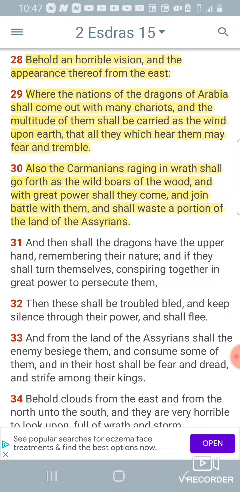 10:47
2 Esdras 15
28 Behold an horrible vision, and the
appearance thereof from the east:
29 Where the nations of the dragons of Arabia
shall come out with many chariots, and the
multitude of them shall be carried as the wind
upon earth, that all they which hear them may
fear and tremble.
30 Also the Carmanians raging in wrath shall
go forth as the wild boars of the wood, and
with great power shall they come, and join
battle with them, and shall waste a portion of
the land of the Assyrians.
31 And then shall the dragons have the upper
hand, remembering their nature; and if they
shall turn themselves, conspiring together in
great power to persecute them,
32 Then these shall be troubled bled, and keep
silence through their power, and shall flee.
33 And from the land of the Assyrians shall the
enemy besiege them, and consume some of
them, and in their host shall be fear and dread,
and strife among their kings.
34 Behold clouds from the east and from the
north unto the south, and they are very horrible
to look upon, full of wrath and storm
See popular searches for eczema face
treatments & find the best options now.
OPEN
VRECORDER